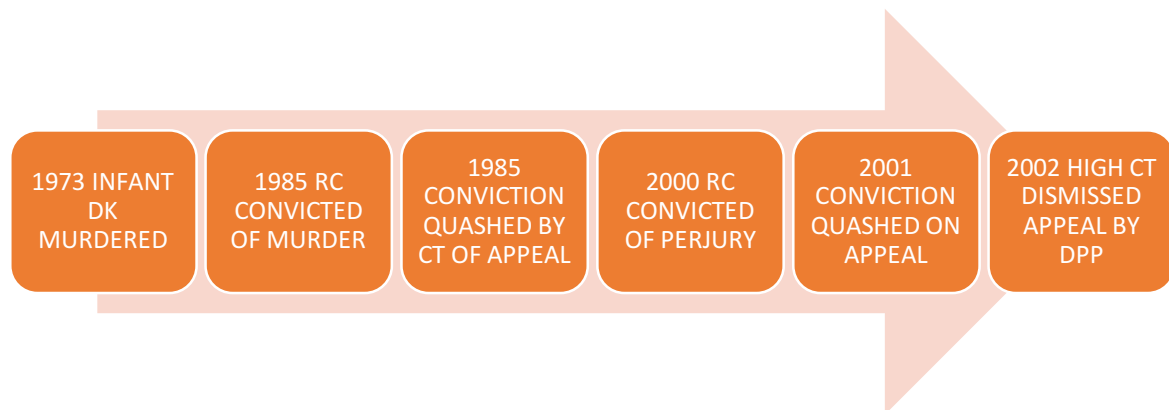 1973 INFANT
DK
MURDERED
1985 RC
CONVICTED
OF MURDER
1985
CONVICTION
QUASHED BY
CT OF APPEAL
2000 RC
CONVICTED
OF PERJURY
2001
CONVICTION
QUASHED ON
APPEAL
2002 HIGH CT
DISMISSED
APPEAL BY
DPP